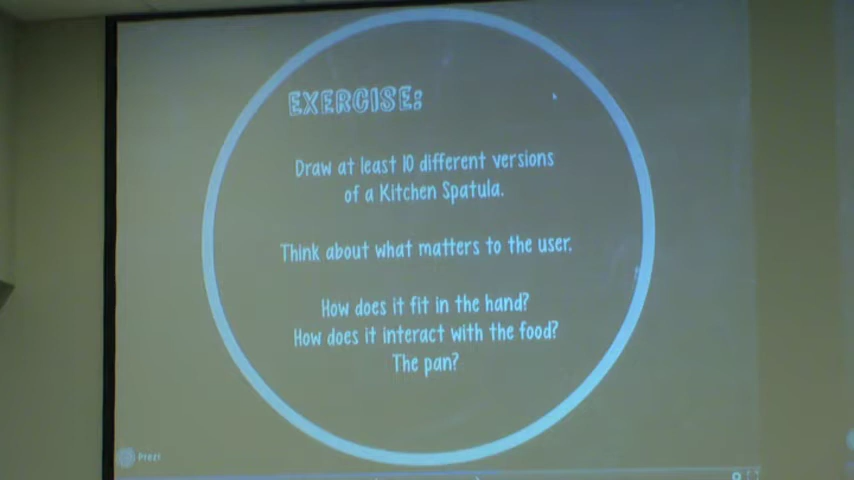 EXERCISE:
Draw at least 10 different versions
of a Kitchen Spatula.
Think about what matters to the user.
How does it fit in the hand?
How does it interact with the food?
The pan?
Prezi